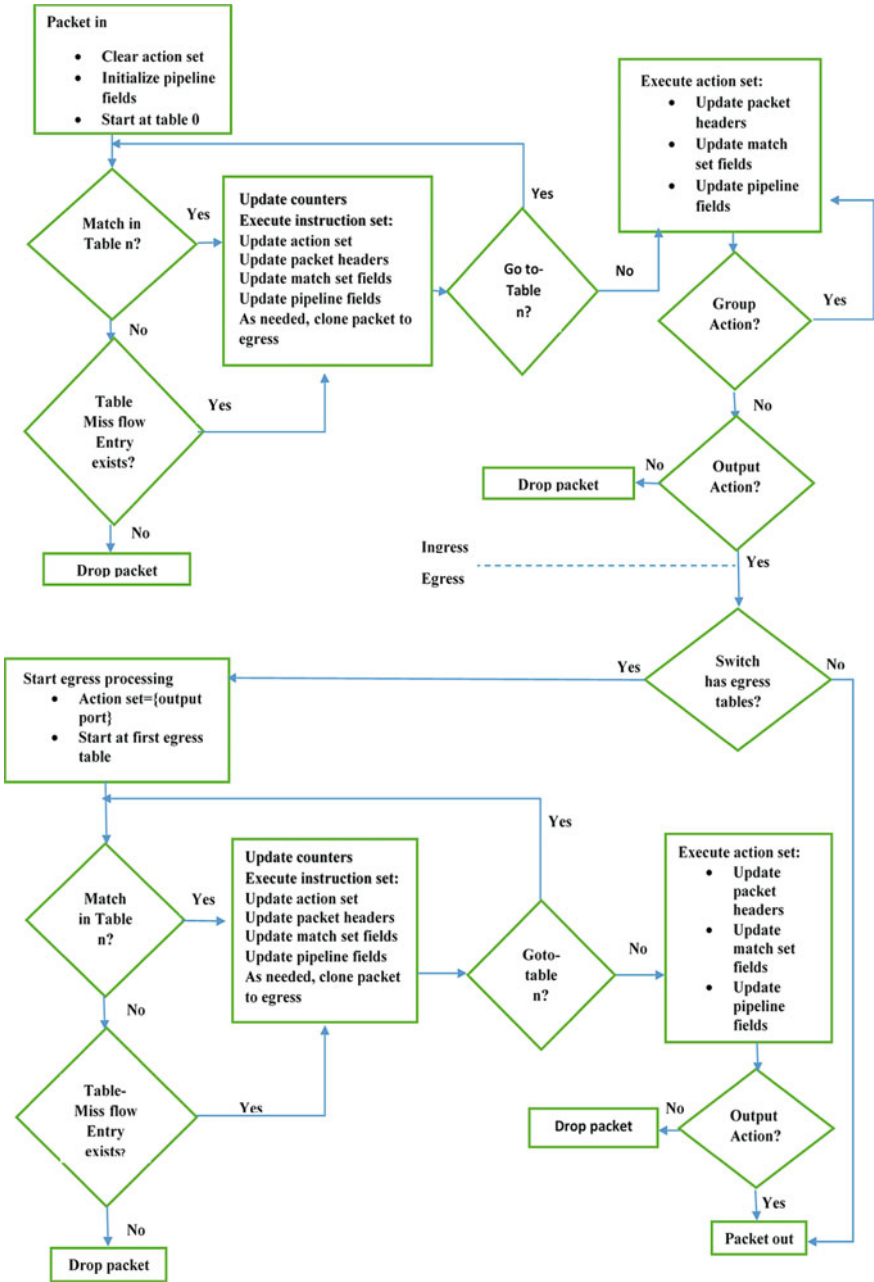 Packet in
• Clear action set
• Initialize pipeline
fields
• Start at table 0
Match in
Table n?
Yes
No
Update counters
Execute instruction set:
Update action set
Update packet headers
Update match set fields
Update pipeline fields
As needed, clone packet to
egress
Yes
Go to-
Table
n?
No
Execute action set:
• Update packet
headers
• Update match
set fields
• Update pipeline
fields
Group
Action?
Yes
No
Table
Miss flow
Entry
exists?
Yes
No
Drop packet
Output
Action?
No
Drop packet
Yes
Ingress
Egress
Switch
has egress
tables?
Yes
No
Start egress processing
• Action set={output
port}
• Start at first egress
table
Match
in Table
n?
Yes
No
Update counters
Execute instruction set:
Update action set
Update packet headers
Update match set fields
Update pipeline fields
As needed, clone packet
to egress
Yes
Goto-
table
n?
No
Execute action set:
• Update
packet
headers
• Update
match set
fields
• Update
pipeline
fields
Table-
Miss flow
Entry
exists?
Yes
No
Drop packet
Output
Action?
No
Drop packet
Yes
Packet out